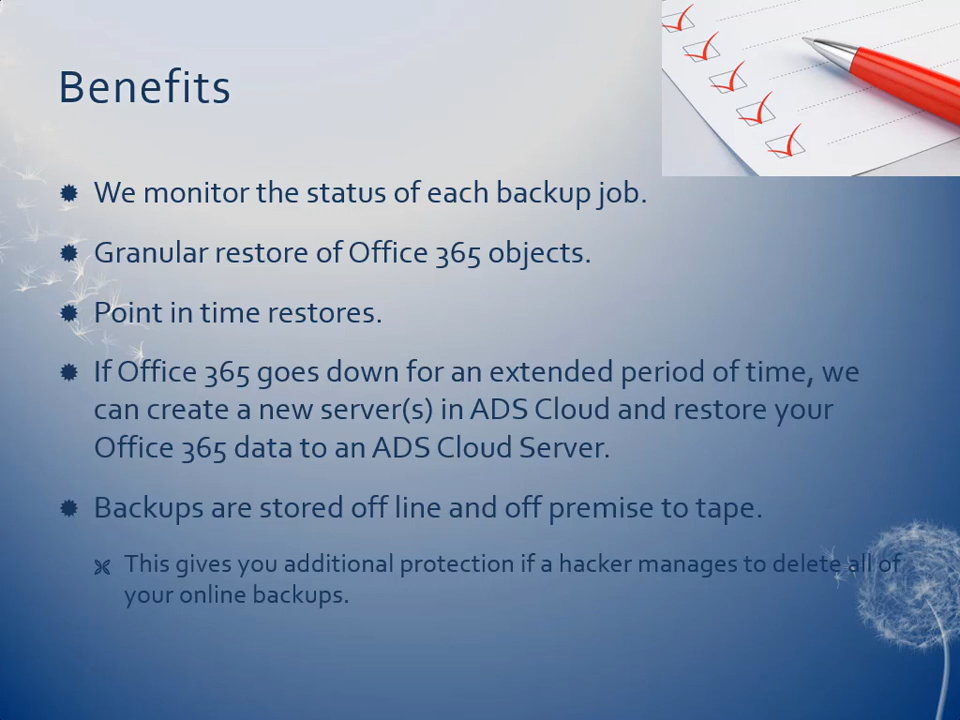 Benefits
We monitor the status of each backup job.
Granular restore of Office 365 objects.
Point in time restores.
If Office 365 goes down for an extended period of time, we
can create a new server(s) in ADS Cloud and restore your
Office 365 data to an ADS Cloud Server.
Backups are stored off line and off premise to tape.
This gives you additional protection if a hacker manages to delete all of
your online backups.